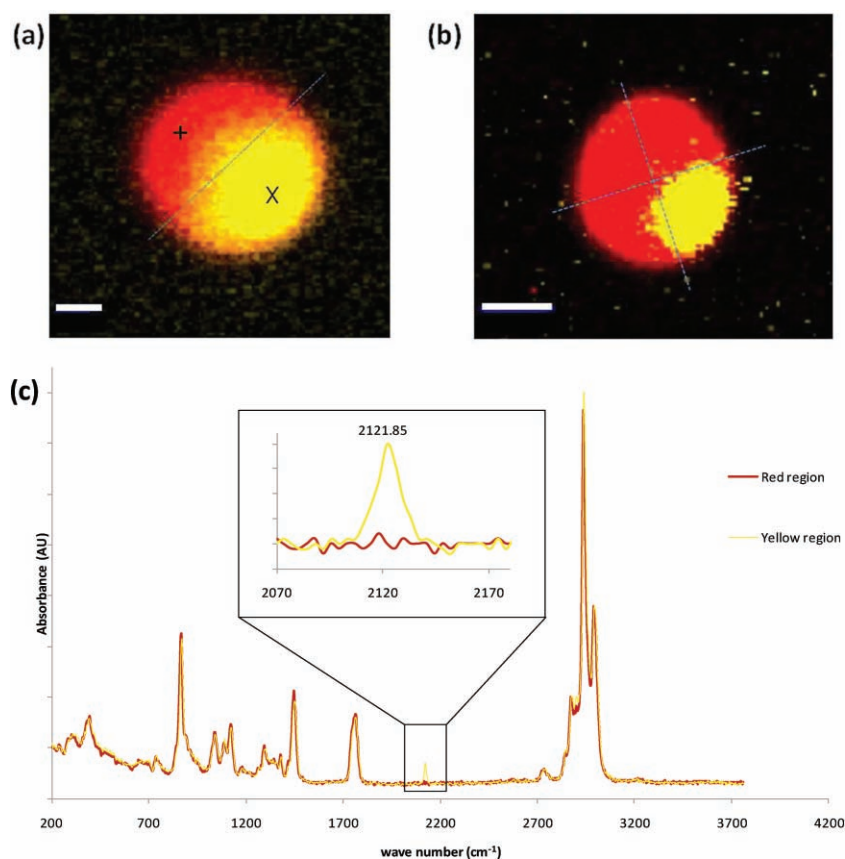 (a)
(b)
+
X
(c)
2121.85
2070 2120 2170
Red region
Yellow region
Absorbance (AU)
200 700 1200 1700 2200 2700 3200 3700 4200
wave number (cm⁻¹)